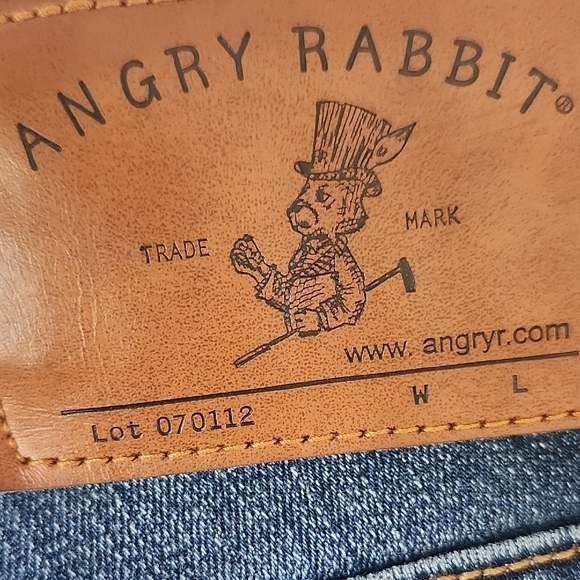 ANGRY RABBIT®
TRADE MARK
www. angryr.com
W L
Lot 070112